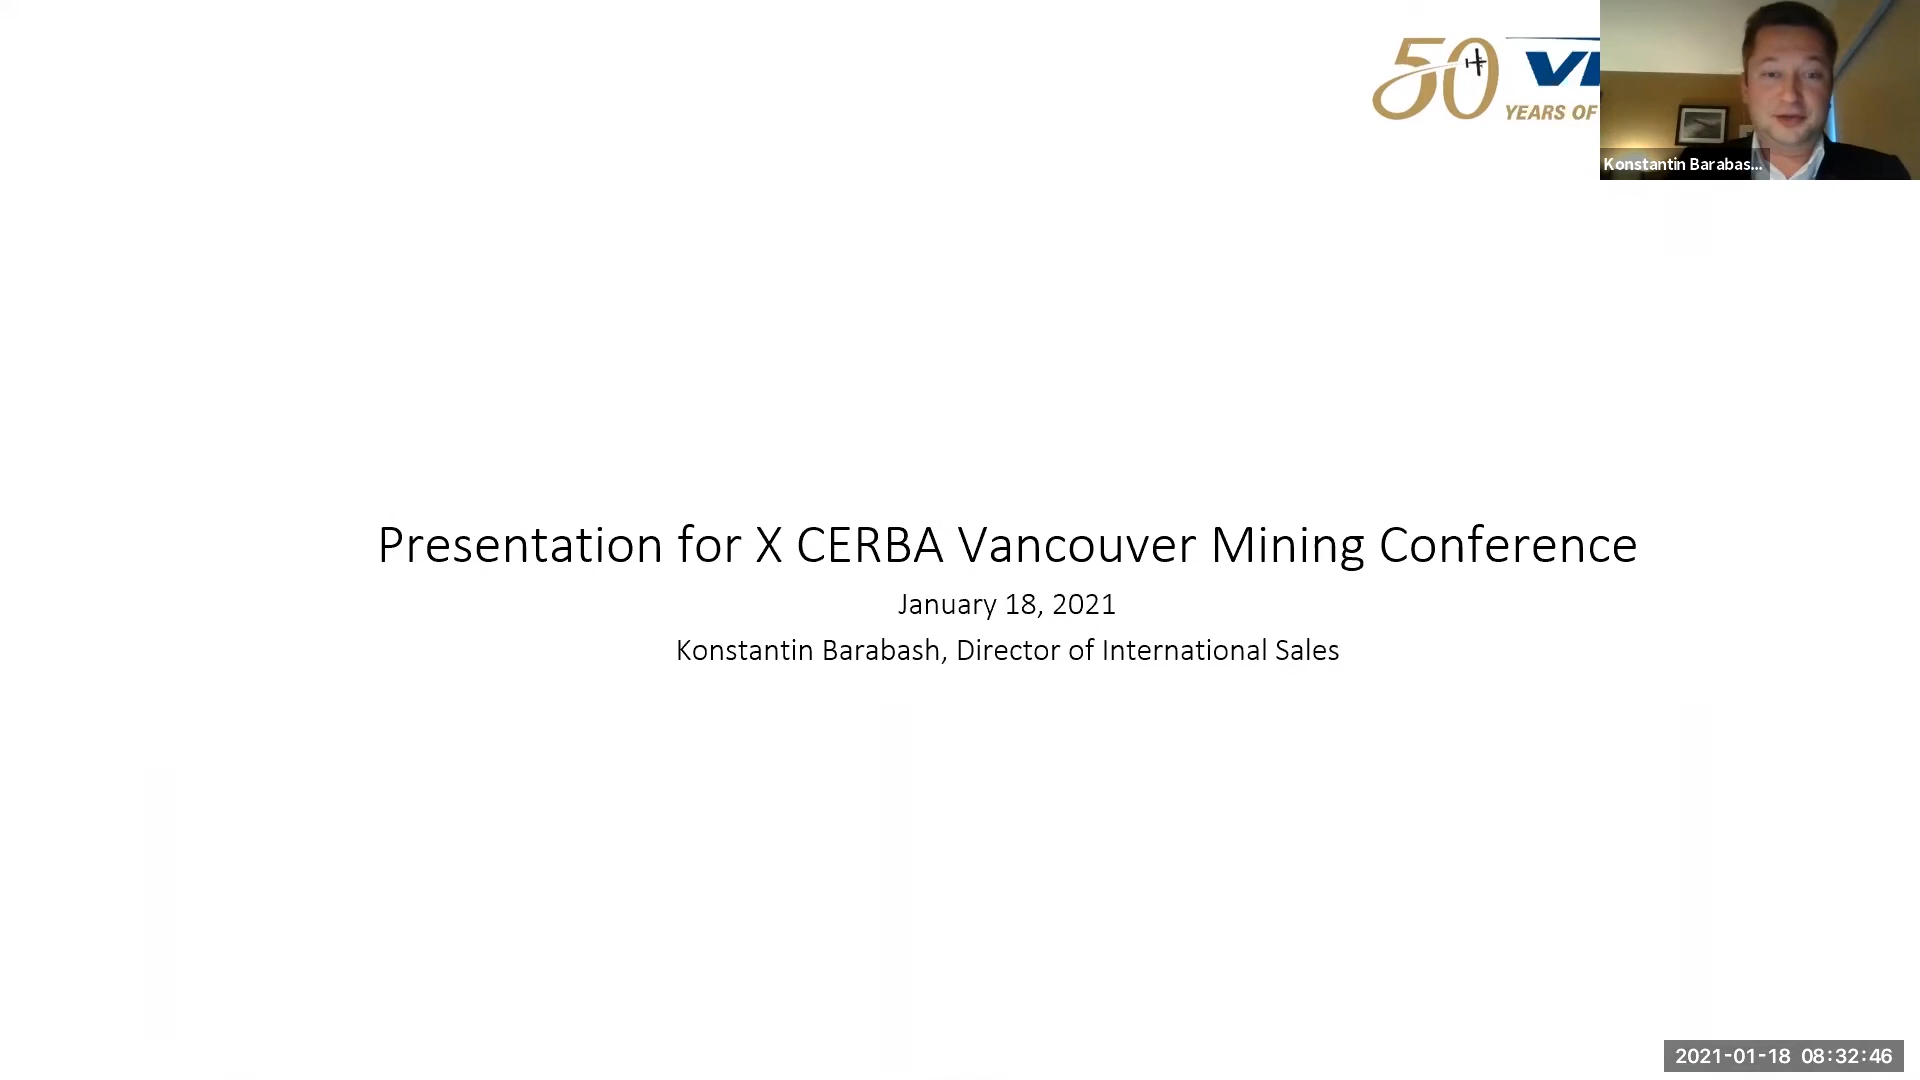 50
YEARS OF
Konstantin Barabas...
Presentation for X CERBA Vancouver Mining Conference
January 18, 2021
Konstantin Barabash, Director of International Sales
2021-01-18 08:32:46